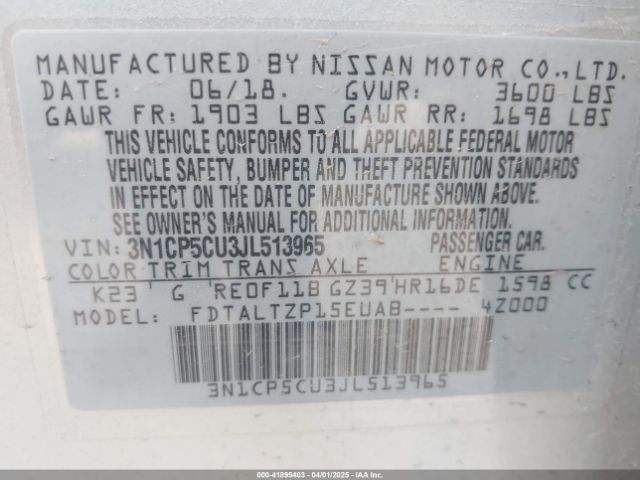 MANUFACTURED BY NISSAN MOTOR CO.,LTD.
DATE: 06/18. GVWR: 3600 LBS
GAWR FR: 1903 LBS GAWR RR: 1698 LBS
THIS VEHICLE CONFORMS TO ALL APPLICABLE FEDERAL MOTOR
VEHICLE SAFETY, BUMPER AND THEFT PREVENTION STANDARDS
IN EFFECT ON THE DATE OF MANUFACTURE SHOWN ABOVE.
SEE OWNER'S MANUAL FOR ADDITIONAL INFORMATION.
VIN: 3N1CP5CU3JL513965 PASSENGER CAR.
COLOR TRIM TRANS AXLE ENGINE
K23 G RE0F11B GZ39 HR16DE 1598 CC
MODEL: FDTALTZP15EUAB---- 4Z000
3N1CP5CU3JL513965
000-41899403 - 04/01/2025 - IAAI.COM